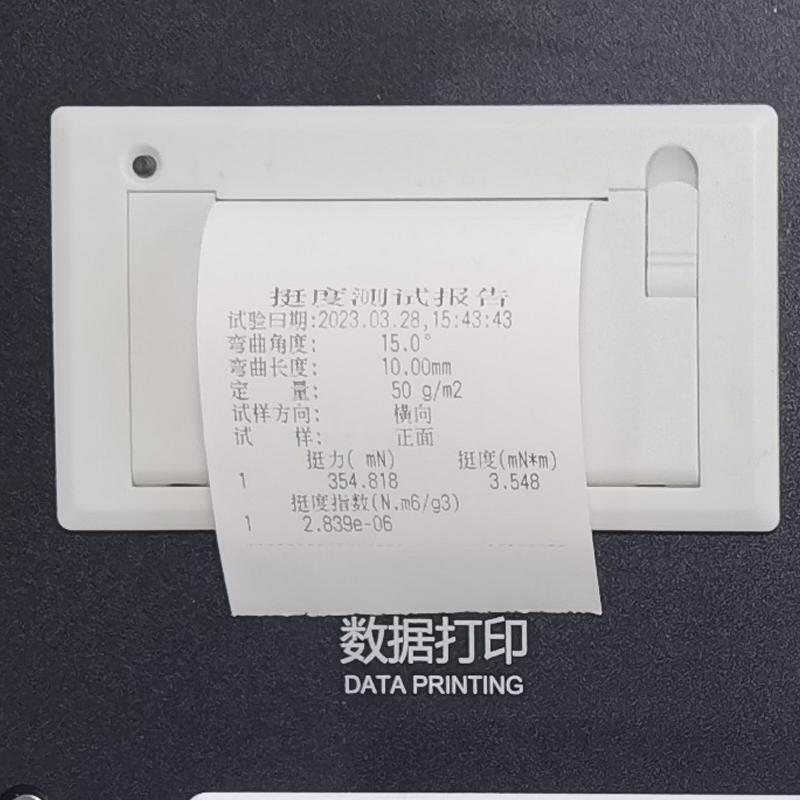 挺度测试报告
试验日期:2023.03.28,15:43:43
弯曲角度: 15.0°
弯曲长度: 10.00mm
定 量: 50 g/m2
试样方向: 横向
试 样: 正面
挺力( mN) 挺度(mN*m)
1 354.818 3.548
挺度指数(N.m6/g3)
1 2.839e-06
数据打印
DATA PRINTING